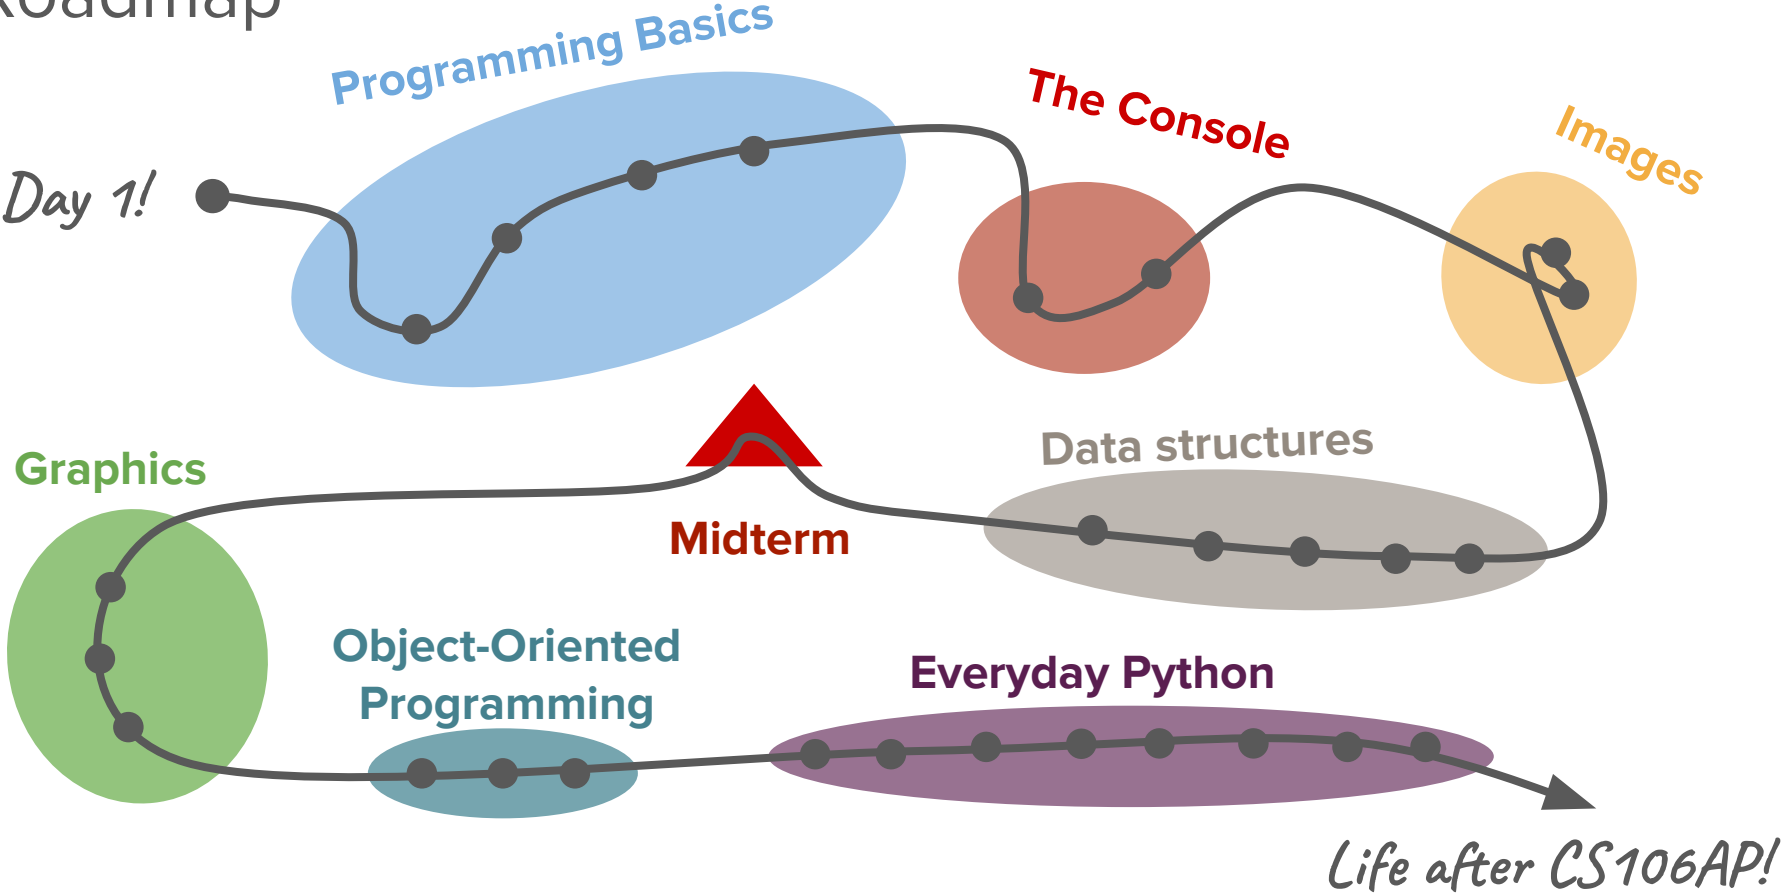 Roadmap
Programming Basics
The Console
Images
Day 1!
Graphics
Midterm
Data structures
Object-Oriented
Programming
Everyday Python
Life after CS106AP!